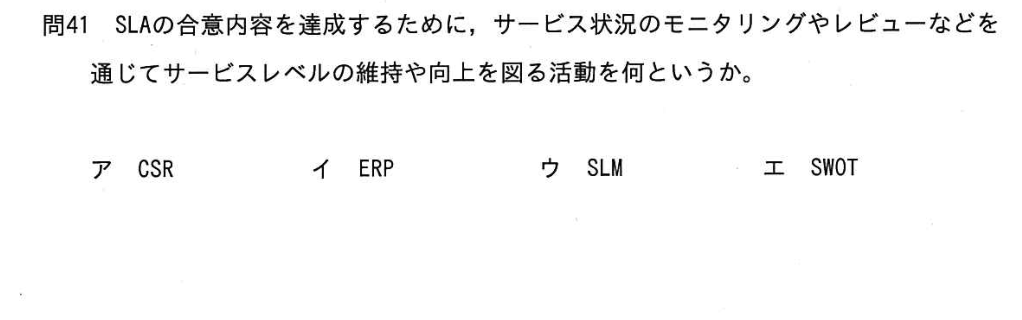 問41 SLAの合意内容を達成するために，サービス状況のモニタリングやレビューなどを
通じてサービスレベルの維持や向上を図る活動を何というか。
ア CSR イ ERP ウ SLM エ SWOT